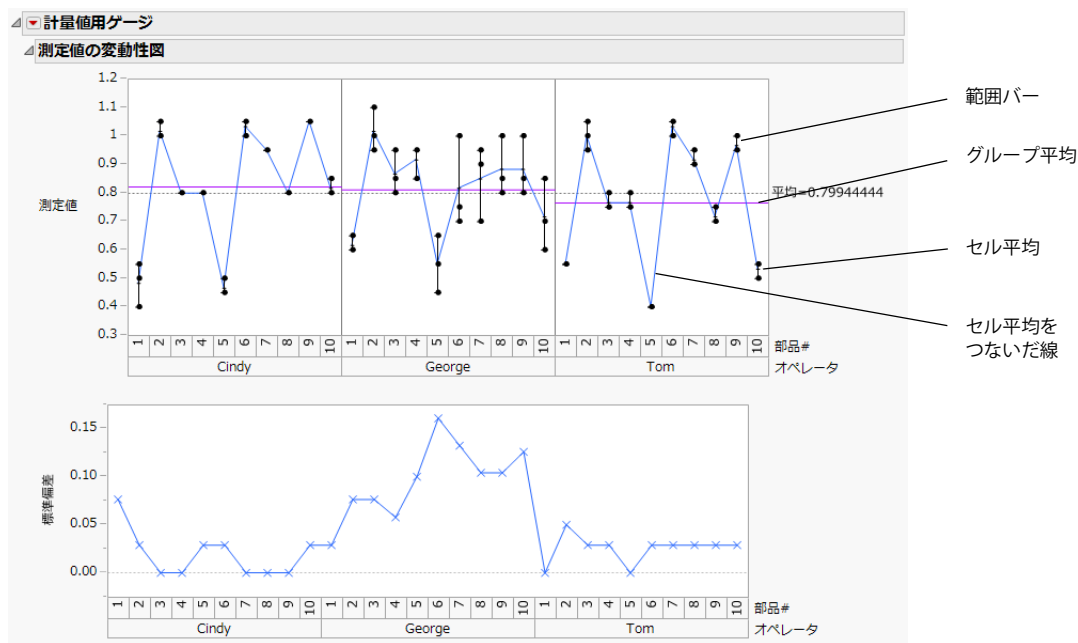 計量値用ゲージ
測定値の変動性図
1.2
1.1
1
0.9
0.8
0.7
0.6
0.5
0.4
0.3
測定値
平均=0.79944444
範囲バー
グループ平均
セル平均
セル平均を
つないだ線
1 2 3 4 5 6 7 8 9 10 1 2 3 4 5 6 7 8 9 10 1 2 3 4 5 6 7 8 9 10 部品#
Cindy George Tom オペレータ
0.15
0.10
0.05
0.00
標準偏差
1 2 3 4 5 6 7 8 9 10 1 2 3 4 5 6 7 8 9 10 1 2 3 4 5 6 7 8 9 10 部品#
Cindy George Tom オペレータ